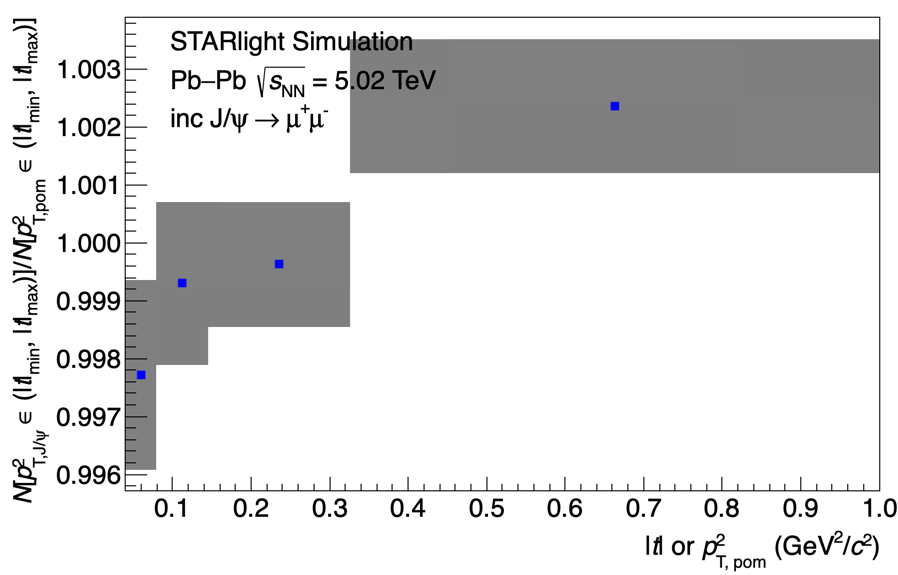 N[p²T,J/ψ ∈ (|t|min, |t|max)]/N[p²T,pom ∈ (|t|min, |t|max)]
STARlight Simulation
Pb–Pb √sNN = 5.02 TeV
inc J/ψ → μ⁺μ⁻
1.003
1.002
1.001
1.000
0.999
0.998
0.997
0.996
0.1 0.2 0.3 0.4 0.5 0.6 0.7 0.8 0.9 1.0
|t| or p²T, pom (GeV²/c²)